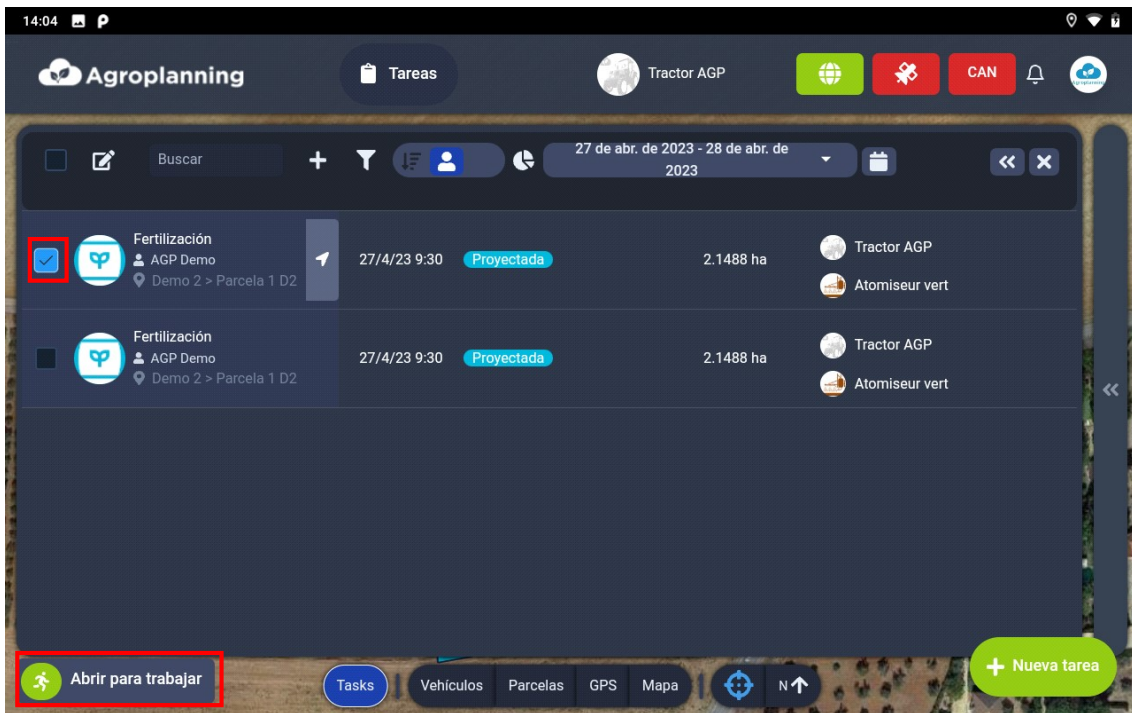 14:04
Agroplanning
Tareas
Tractor AGP
CAN
Buscar
27 de abr. de 2023 - 28 de abr. de
2023
Fertilización
AGP Demo
Demo 2 > Parcela 1 D2
27/4/23 9:30
Proyectada
2.1488 ha
Tractor AGP
Atomiseur vert
Fertilización
AGP Demo
Demo 2 > Parcela 1 D2
27/4/23 9:30
Proyectada
2.1488 ha
Tractor AGP
Atomiseur vert
Abrir para trabajar
Tasks
Vehículos
Parcelas
GPS
Mapa
N
Nueva tarea